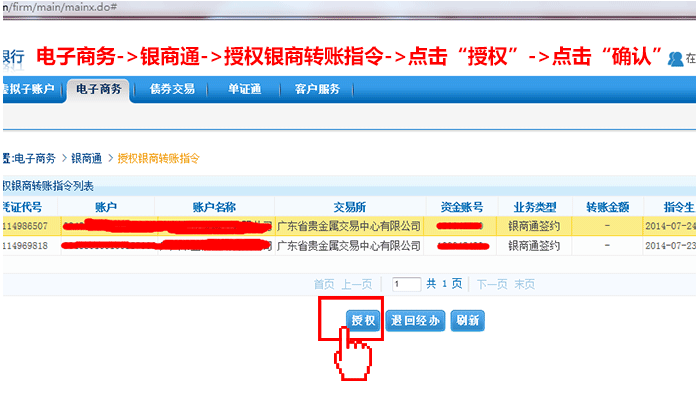 n/firm/main/mainx.do#
银行
电子商务->银商通->授权银商转账指令->点击“授权”->点击“确认”
在
虚拟子账户 电子商务 债券交易 单证通 客户服务
置:电子商务 > 银商通 > 授权银商转账指令
权银商转账指令列表
凭证代号 账户 账户名称 交易所 资金账号 业务类型 转账金额 指令生
114986507 广东省贵金属交易中心有限公司 银商通签约 - 2014-07-24
114969818 广东省贵金属交易中心有限公司 银商通签约 - 2014-07-23
首页 上一页 1 共 1 页 下一页 末页
授权 退回经办 刷新